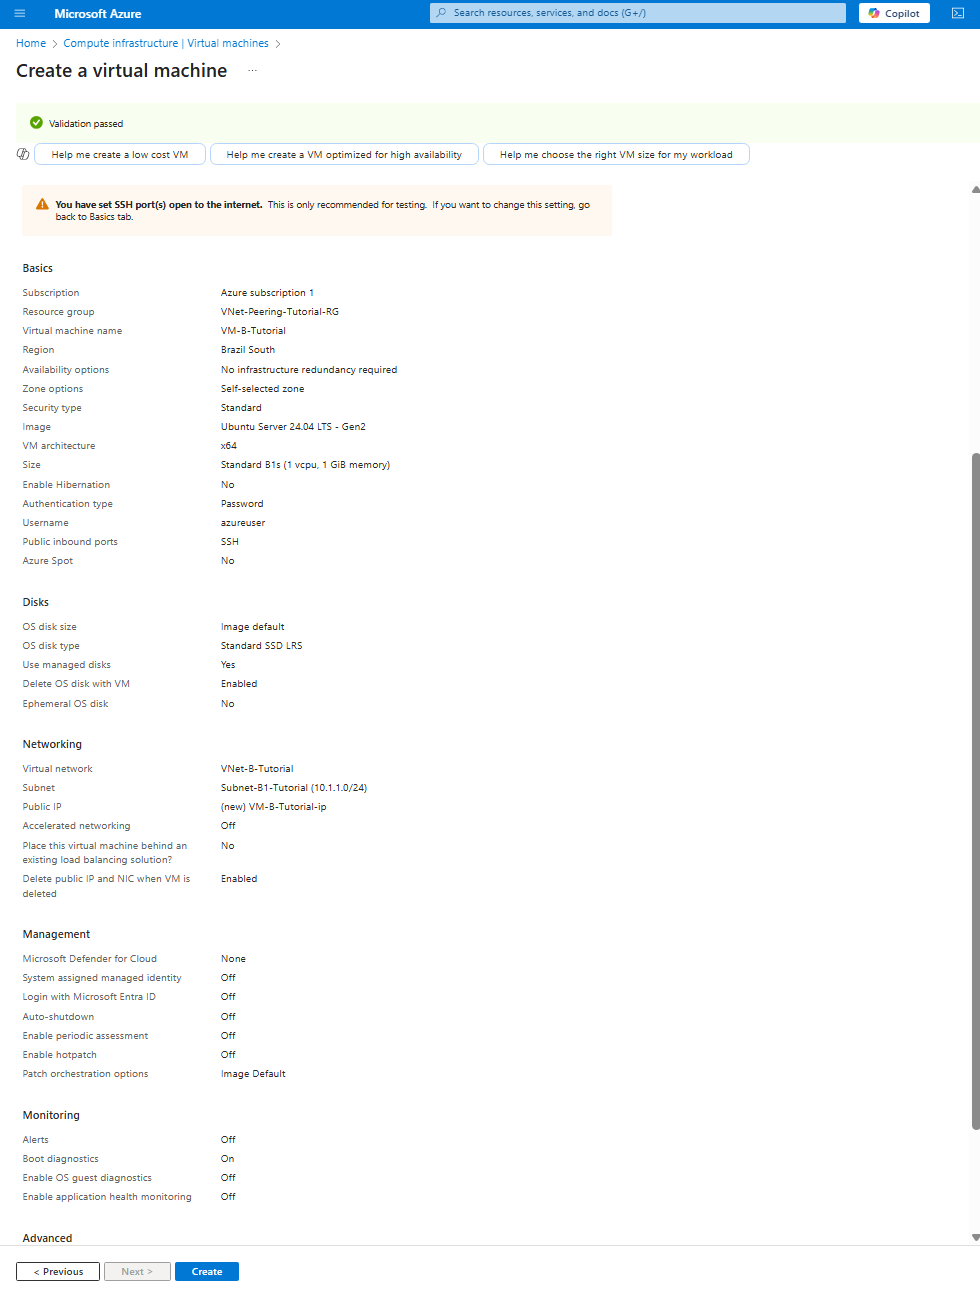 Microsoft Azure
Search resources, services, and docs (G+/)
Copilot
Home > Compute infrastructure | Virtual machines >
Create a virtual machine ...
Validation passed
Help me create a low cost VM
Help me create a VM optimized for high availability
Help me choose the right VM size for my workload
You have set SSH port(s) open to the internet. This is only recommended for testing. If you want to change this setting, go
back to Basics tab.
Basics
Subscription Azure subscription 1
Resource group VNet-Peering-Tutorial-RG
Virtual machine name VM-B-Tutorial
Region Brazil South
Availability options No infrastructure redundancy required
Zone options Self-selected zone
Security type Standard
Image Ubuntu Server 24.04 LTS - Gen2
VM architecture x64
Size Standard B1s (1 vcpu, 1 GiB memory)
Enable Hibernation No
Authentication type Password
Username azureuser
Public inbound ports SSH
Azure Spot No
Disks
OS disk size Image default
OS disk type Standard SSD LRS
Use managed disks Yes
Delete OS disk with VM Enabled
Ephemeral OS disk No
Networking
Virtual network VNet-B-Tutorial
Subnet Subnet-B1-Tutorial (10.1.1.0/24)
Public IP (new) VM-B-Tutorial-ip
Accelerated networking Off
Place this virtual machine behind an No
existing load balancing solution?
Delete public IP and NIC when VM is Enabled
deleted
Management
Microsoft Defender for Cloud None
System assigned managed identity Off
Login with Microsoft Entra ID Off
Auto-shutdown Off
Enable periodic assessment Off
Enable hotpatch Off
Patch orchestration options Image Default
Monitoring
Alerts Off
Boot diagnostics On
Enable OS guest diagnostics Off
Enable application health monitoring Off
Advanced
< Previous
Next >
Create